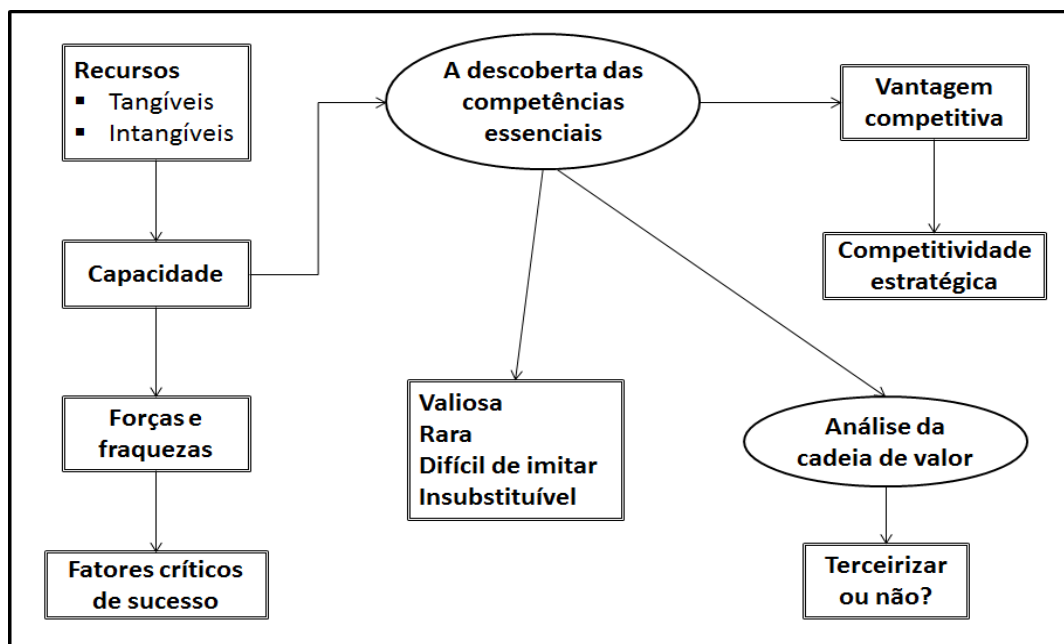 Recursos
▪ Tangíveis
▪ Intangíveis
Capacidade
Forças e
fraquezas
Fatores críticos
de sucesso
A descoberta das
competências
essenciais
Valiosa
Rara
Difícil de imitar
Insubstituível
Vantagem
competitiva
Competitividade
estratégica
Análise da
cadeia de valor
Terceirizar
ou não?